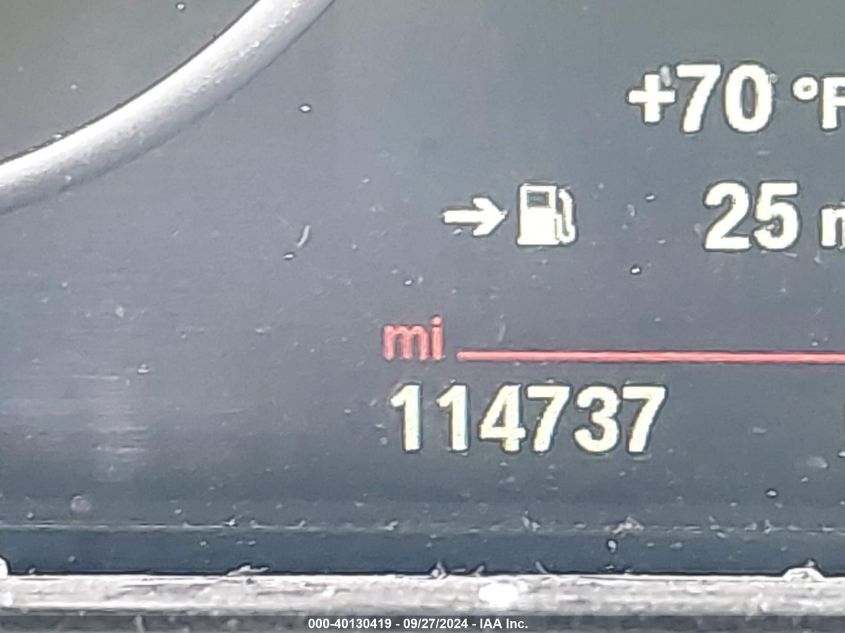 +70 °F
25 m
mi
114737
000-40130419 - 09/27/2024 - IAA Inc.